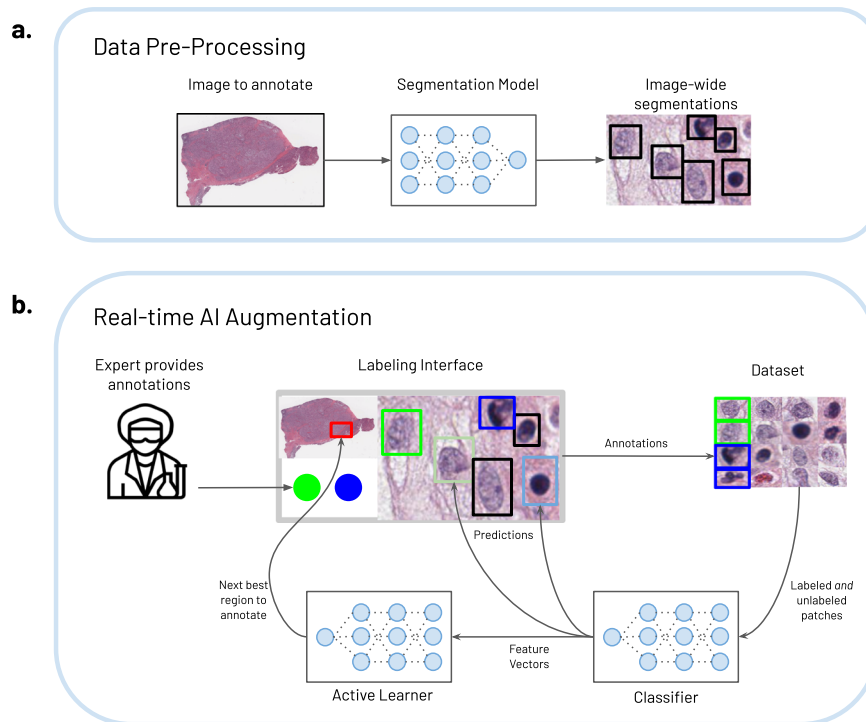 a.
Data Pre-Processing
Image to annotate
Segmentation Model
Image-wide
segmentations
b.
Real-time AI Augmentation
Expert provides
annotations
Labeling Interface
Dataset
Annotations
Predictions
Next best
region to
annotate
Labeled and
unlabeled
patches
Feature
Vectors
Active Learner
Classifier